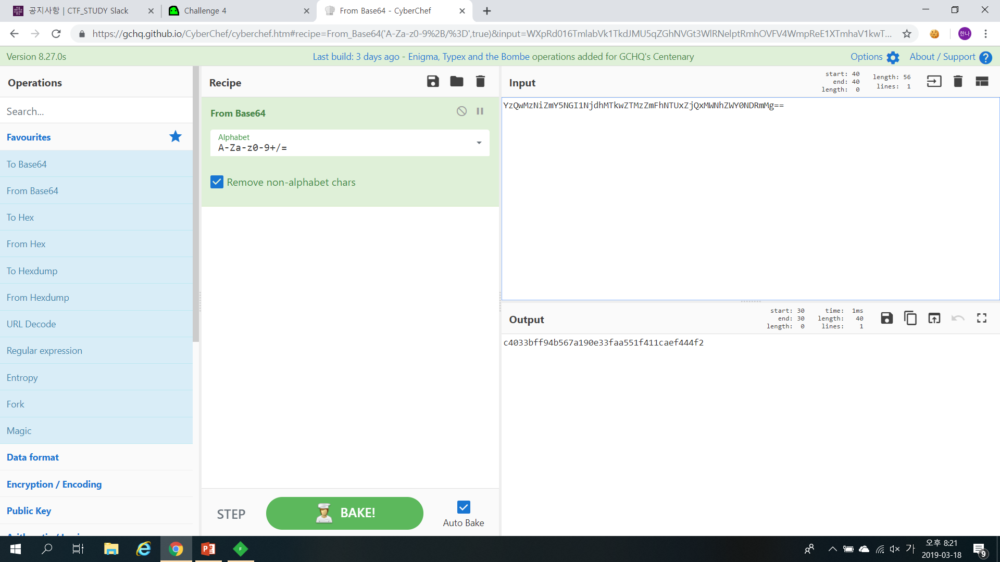 공지사항 | CTF_STUDY Slack
Challenge 4
From Base64 - CyberChef
https://gchq.github.io/CyberChef/cyberchef.htm#recipe=From_Base64('A-Za-z0-9%2B/%3D',true)&input=WXpRd016TmlabVk1TkdJMU5qZGhNVGt3WlRNelptRmhOVFV4WmpReE1XTmhaV1kwT...
한나
Version 8.27.0s
Last build: 3 days ago - Enigma, Typex and the Bombe operations added for GCHQ's Centenary
Options
About / Support
Operations
Search...
Favourites
To Base64
From Base64
To Hex
From Hex
To Hexdump
From Hexdump
URL Decode
Regular expression
Entropy
Fork
Magic
Data format
Encryption / Encoding
Public Key
Recipe
From Base64
Alphabet
A-Za-z0-9+/=
Remove non-alphabet chars
STEP
BAKE!
Auto Bake
Input
start: 40
end: 40
length: 0
length: 56
lines: 1
YzQwMzNiZmY5NGI1NjdhMTkwZTMzZmFhNTUxZjQxMWNhZWY0NDRmMg==
Output
start: 30
end: 30
length: 0
time: 1ms
length: 40
lines: 1
c4033bff94b567a190e33faa551f411caef444f2
가
오후 8:21
2019-03-18
9